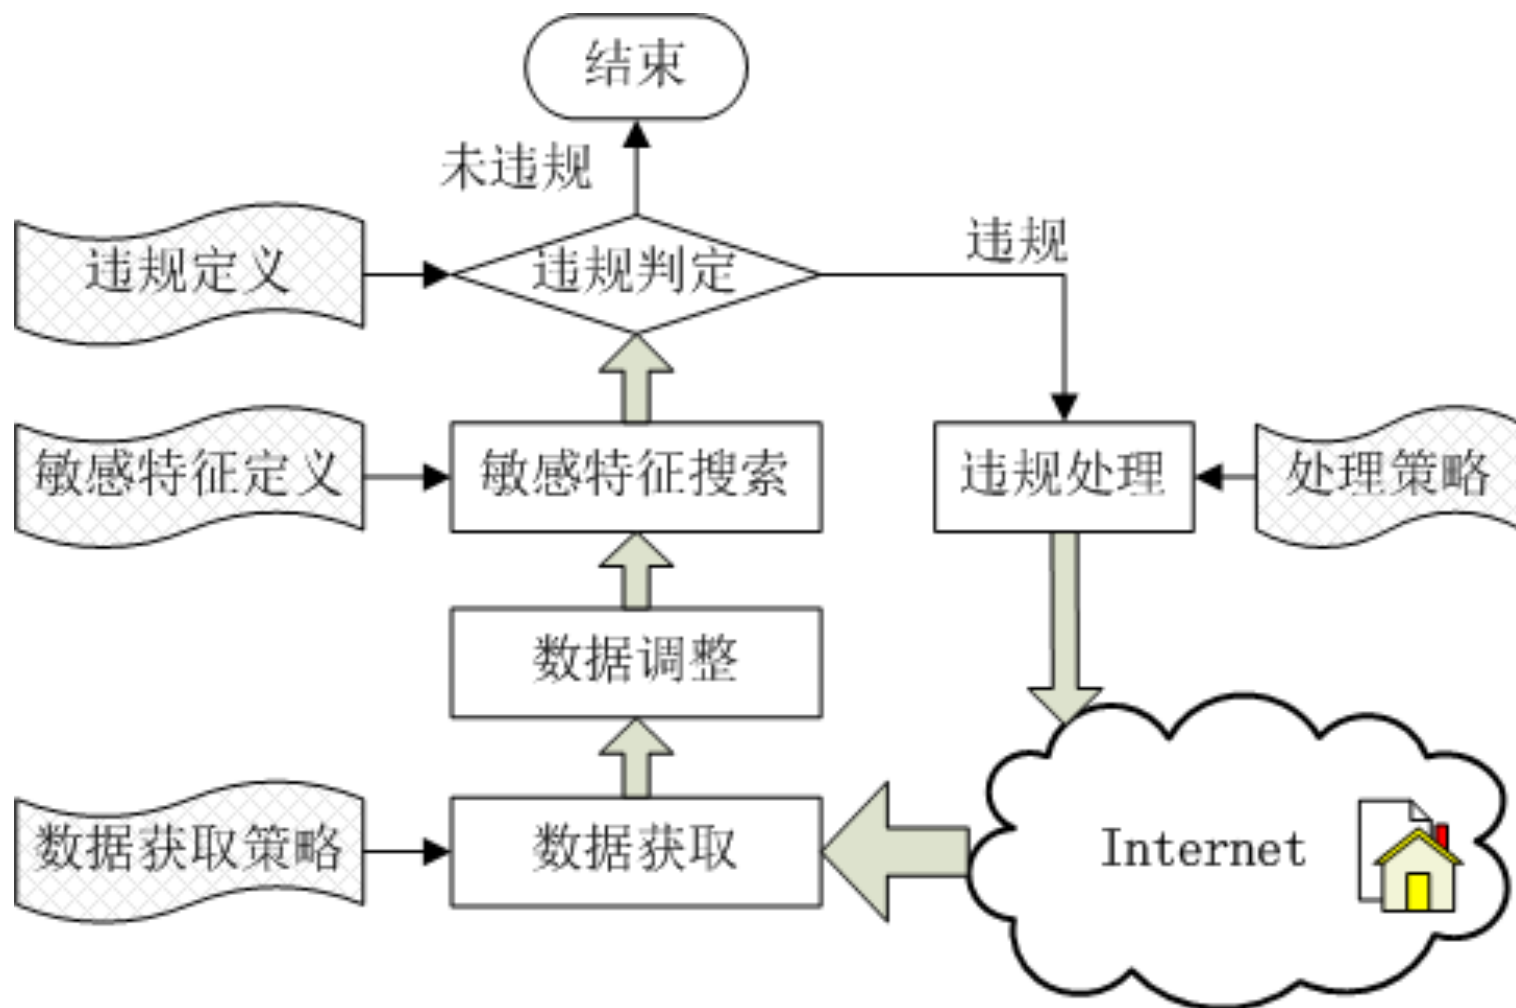 结束
未违规
违规
违规定义
违规判定
敏感特征定义
敏感特征搜索
违规处理
处理策略
数据调整
数据获取策略
数据获取
Internet